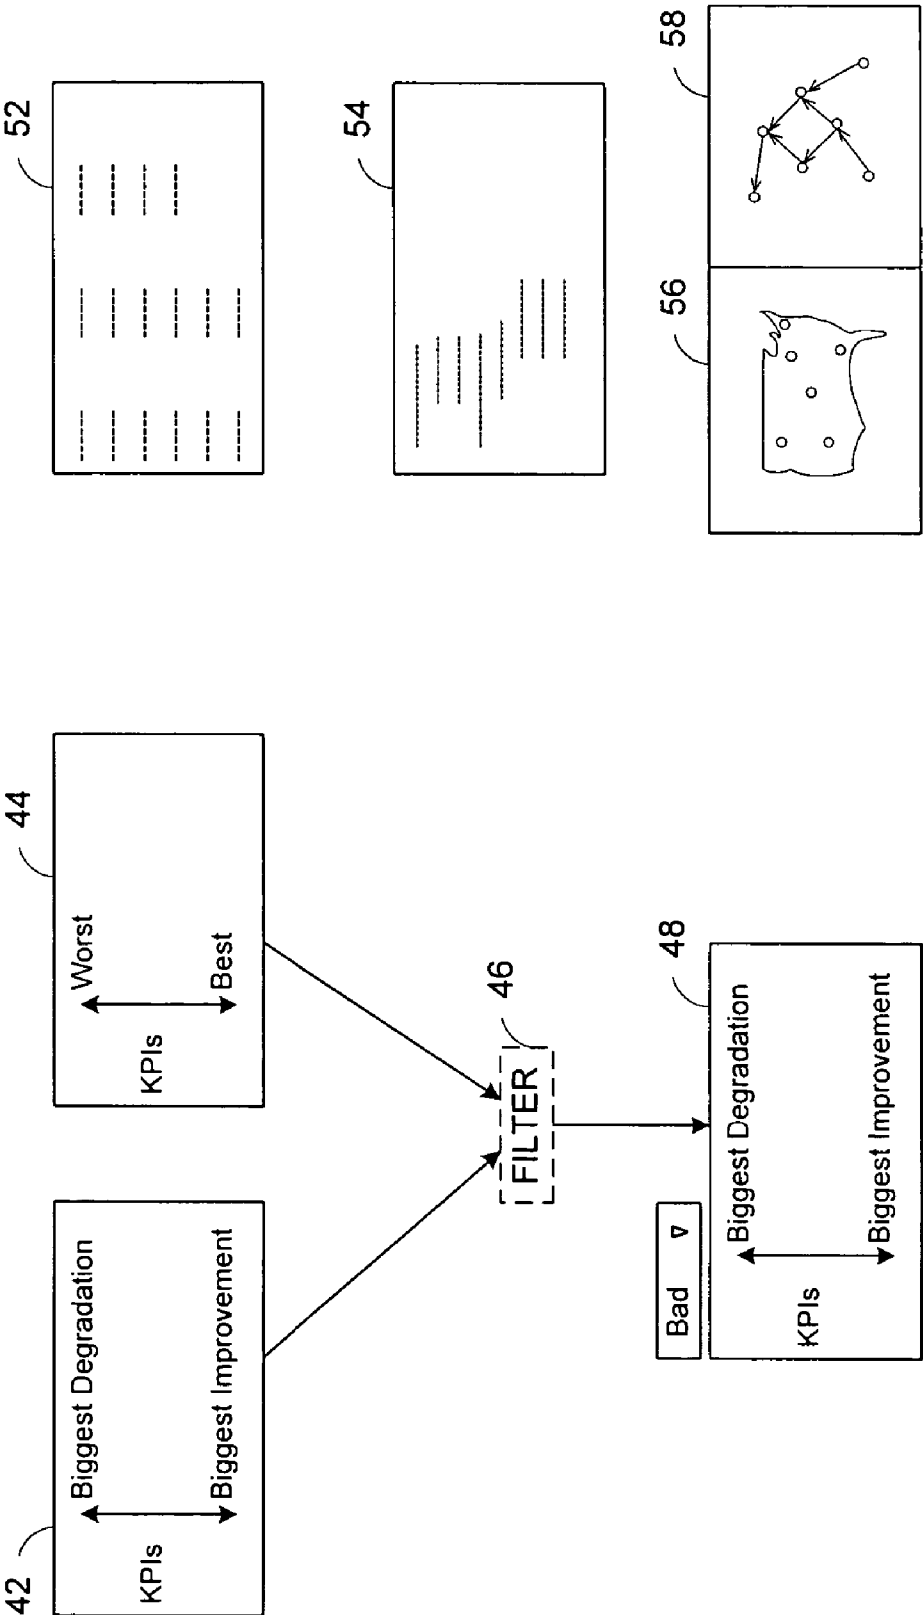 42
KPIs
Biggest Degradation
Biggest Improvement
44
KPIs
Worst
Best
FILTER
46
Bad
48
KPIs
Biggest Degradation
Biggest Improvement
52
54
56
58